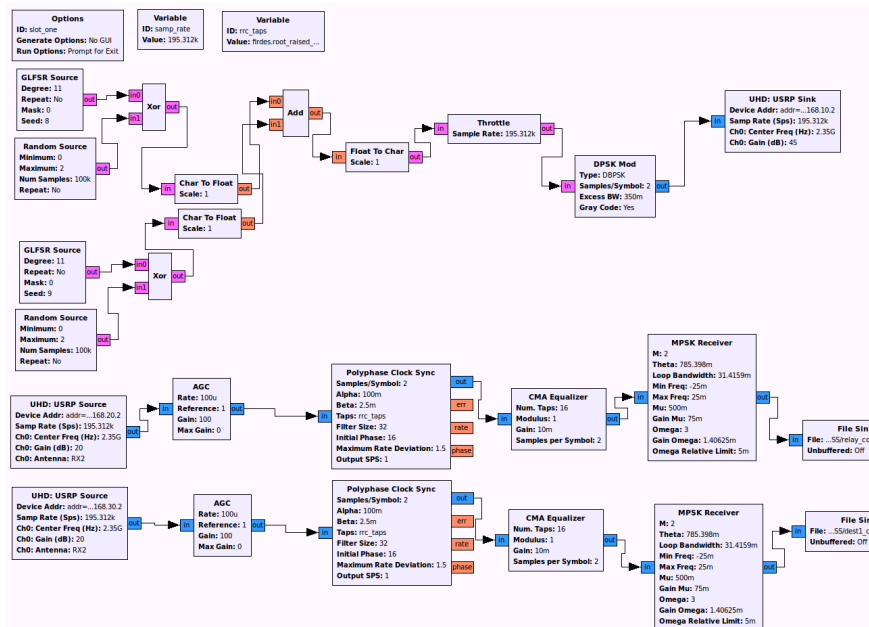 Options
ID: slot_one
Generate Options: No GUI
Run Options: Prompt for Exit
Variable
ID: samp_rate
Value: 195.312k
Variable
ID: rrc_taps
Value: firdes.root_raised_...
GLFSR Source
Degree: 11
Repeat: No
Mask: 0
Seed: 8
out
in0
in1
Xor
out
Random Source
Minimum: 0
Maximum: 2
Num Samples: 100k
Repeat: No
out
in
Char To Float
Scale: 1
out
in
Char To Float
Scale: 1
out
in0
in1
Add
out
in
Float To Char
Scale: 1
out
in
Throttle
Sample Rate: 195.312k
out
in
DPSK Mod
Type: DBPSK
Samples/Symbol: 2
Excess BW: 350m
Gray Code: Yes
out
in
UHD: USRP Sink
Device Addr: addr=...168.10.2
Samp Rate (Sps): 195.312k
Ch0: Center Freq (Hz): 2.35G
Ch0: Gain (dB): 45
GLFSR Source
Degree: 11
Repeat: No
Mask: 0
Seed: 9
out
in0
in1
Xor
out
Random Source
Minimum: 0
Maximum: 2
Num Samples: 100k
Repeat: No
out
UHD: USRP Source
Device Addr: addr=...168.20.2
Samp Rate (Sps): 195.312k
Ch0: Center Freq (Hz): 2.35G
Ch0: Gain (dB): 20
Ch0: Antenna: RX2
out
in
AGC
Rate: 100u
Reference: 1
Gain: 100
Max Gain: 0
out
in
Polyphase Clock Sync
Samples/Symbol: 2
Alpha: 100m
Beta: 2.5m
Taps: rrc_taps
Filter Size: 32
Initial Phase: 16
Maximum Rate Deviation: 1.5
Output SPS: 1
out
err
rate
phase
in
CMA Equalizer
Num. Taps: 16
Modulus: 1
Gain: 10m
Samples per Symbol: 2
out
in
MPSK Receiver
M: 2
Theta: 785.398m
Loop Bandwidth: 31.4159m
Min Freq: -25m
Max Freq: 25m
Mu: 500m
Gain Mu: 75m
Omega: 3
Gain Omega: 1.40625m
Omega Relative Limit: 5m
out
in
File Sin
File: ...SS/relay_co
Unbuffered: Off
UHD: USRP Source
Device Addr: addr=...168.30.2
Samp Rate (Sps): 195.312k
Ch0: Center Freq (Hz): 2.35G
Ch0: Gain (dB): 20
Ch0: Antenna: RX2
out
in
AGC
Rate: 100u
Reference: 1
Gain: 100
Max Gain: 0
out
in
Polyphase Clock Sync
Samples/Symbol: 2
Alpha: 100m
Beta: 2.5m
Taps: rrc_taps
Filter Size: 32
Initial Phase: 16
Maximum Rate Deviation: 1.5
Output SPS: 1
out
err
rate
phase
in
CMA Equalizer
Num. Taps: 16
Modulus: 1
Gain: 10m
Samples per Symbol: 2
out
in
MPSK Receiver
M: 2
Theta: 785.398m
Loop Bandwidth: 31.4159m
Min Freq: -25m
Max Freq: 25m
Mu: 500m
Gain Mu: 75m
Omega: 3
Gain Omega: 1.40625m
Omega Relative Limit: 5m
out
in
File Sin
File: ...SS/dest1_c
Unbuffered: Off